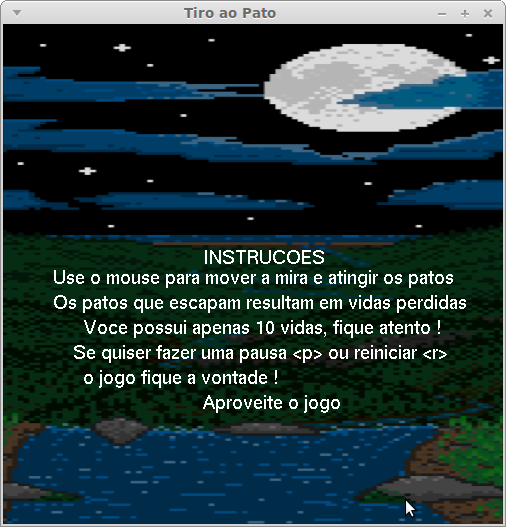 Tiro ao Pato
INSTRUCOES
Use o mouse para mover a mira e atingir os patos
Os patos que escapam resultam em vidas perdidas
Voce possui apenas 10 vidas, fique atento !
Se quiser fazer uma pausa <p> ou reiniciar <r>
o jogo fique a vontade !
Aproveite o jogo